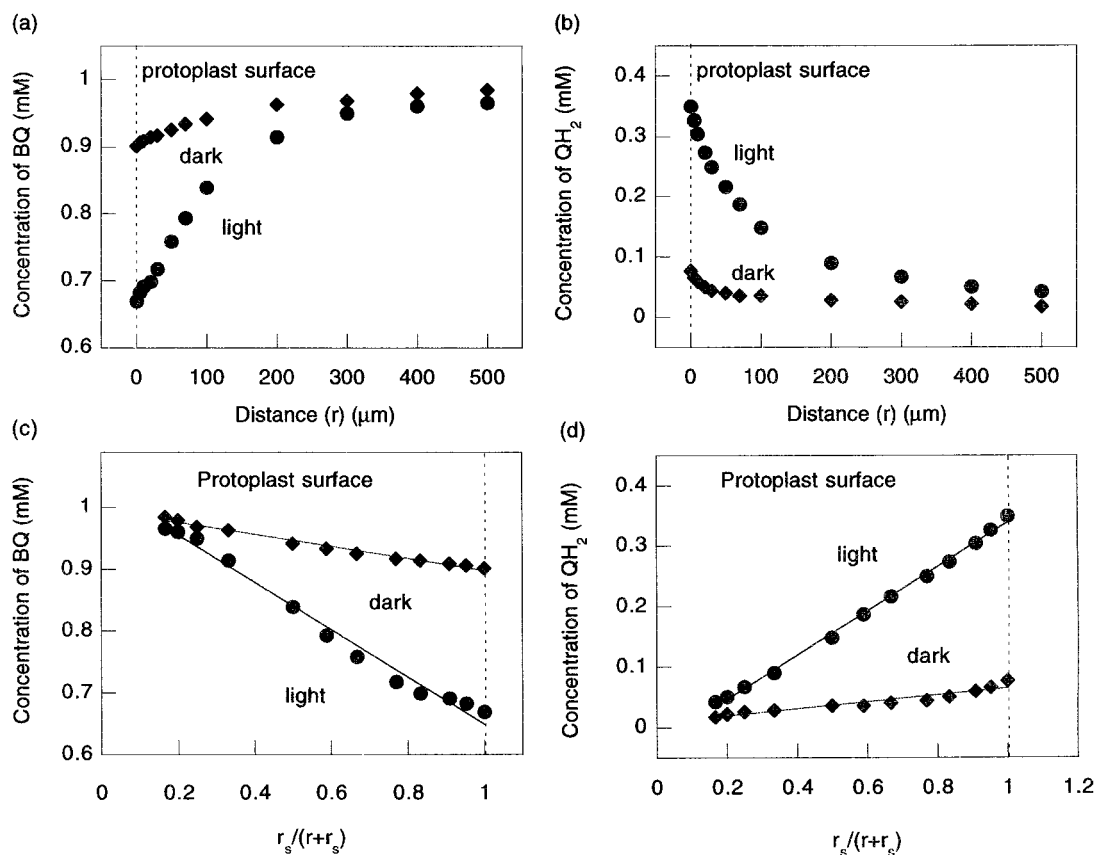 (a)
Concentration of BQ (mM)
1
0.9
0.8
0.7
0.6
protoplast surface
dark
light
0 100 200 300 400 500
Distance (r) (μm)
(b)
Concentration of QH₂ (mM)
0.4
0.3
0.2
0.1
0
protoplast surface
light
dark
0 100 200 300 400 500
Distance (r) (μm)
(c)
Concentration of BQ (mM)
1
0.9
0.8
0.7
0.6
Protoplast surface
dark
light
0.2 0.4 0.6 0.8 1
rₛ/(r+rₛ)
(d)
Concentration of QH₂ (mM)
0.4
0.3
0.2
0.1
0
Protoplast surface
light
dark
0 0.2 0.4 0.6 0.8 1 1.2
rₛ/(r+rₛ)